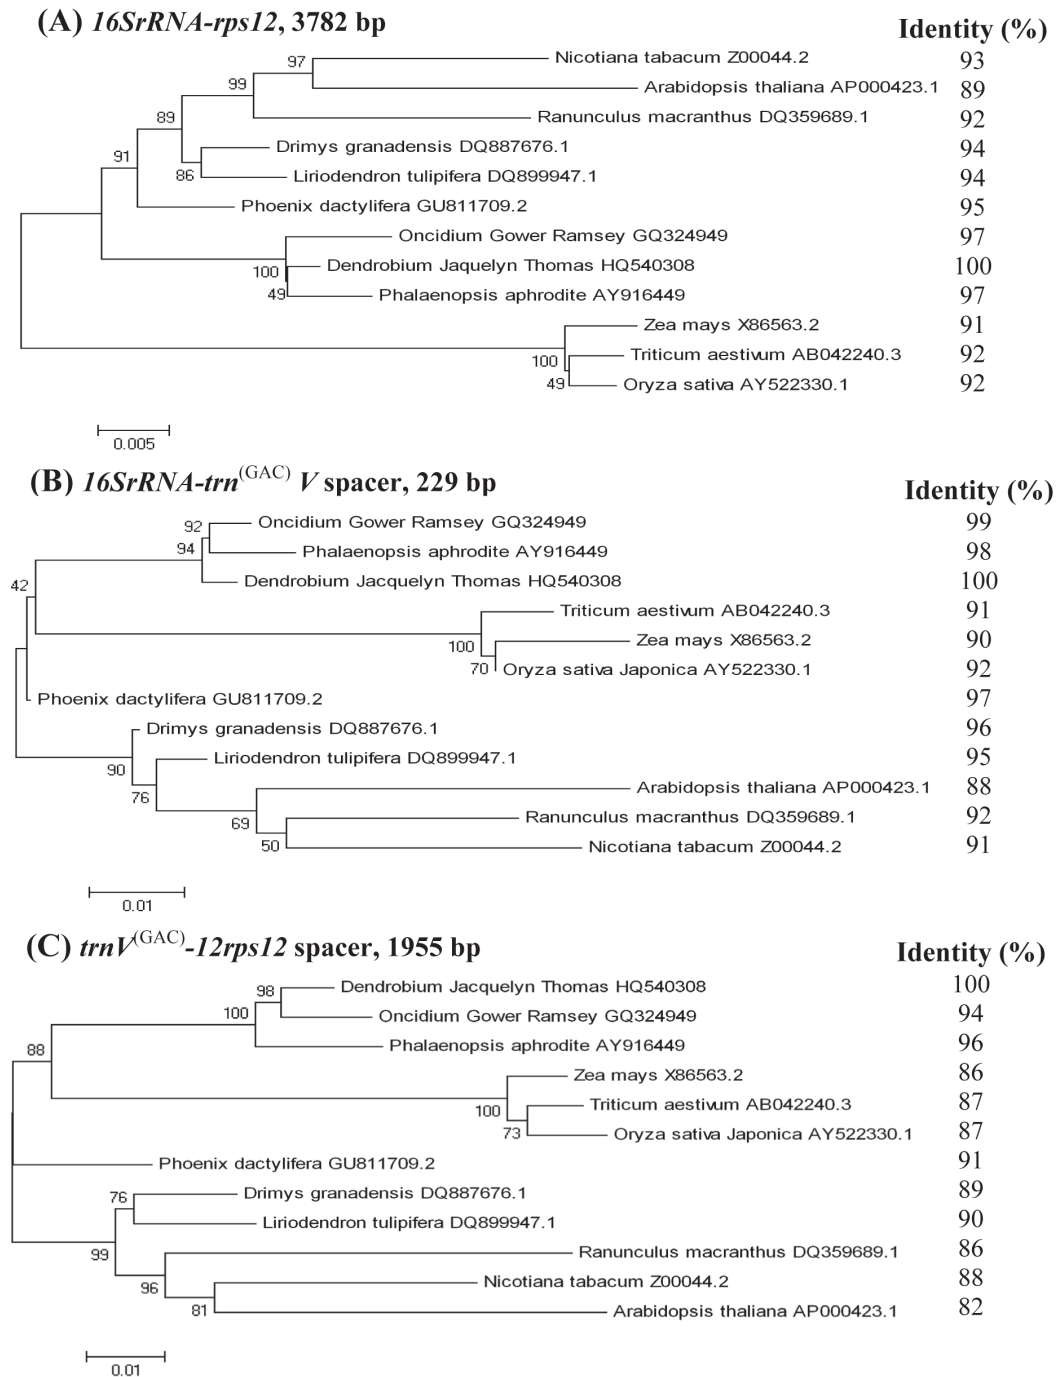 (A) 16SrRNA-rps12, 3782 bp
Identity (%)
97 Nicotiana tabacum Z00044.2 93
99 Arabidopsis thaliana AP000423.1 89
89 Ranunculus macranthus DQ359689.1 92
Drimys granadensis DQ887676.1 94
91 86 Liriodendron tulipifera DQ899947.1 94
Phoenix dactylifera GU811709.2 95
Oncidium Gower Ramsey GQ324949 97
100 Dendrobium Jaquelyn Thomas HQ540308 100
49 Phalaenopsis aphrodite AY916449 97
Zea mays X86563.2 91
100 Triticum aestivum AB042240.3 92
49 Oryza sativa AY522330.1 92
0.005
(B) 16SrRNA-trn(GAC) V spacer, 229 bp
Identity (%)
92 Oncidium Gower Ramsey GQ324949 99
94 Phalaenopsis aphrodite AY916449 98
42 Dendrobium Jacquelyn Thomas HQ540308 100
Triticum aestivum AB042240.3 91
100 Zea mays X86563.2 90
70 Oryza sativa Japonica AY522330.1 92
Phoenix dactylifera GU811709.2 97
Drimys granadensis DQ887676.1 96
90 Liriodendron tulipifera DQ899947.1 95
76 Arabidopsis thaliana AP000423.1 88
69 Ranunculus macranthus DQ359689.1 92
50 Nicotiana tabacum Z00044.2 91
0.01
(C) trnV(GAC)-12rps12 spacer, 1955 bp
Identity (%)
98 Dendrobium Jacquelyn Thomas HQ540308 100
100 Oncidium Gower Ramsey GQ324949 94
88 Phalaenopsis aphrodite AY916449 96
Zea mays X86563.2 86
100 Triticum aestivum AB042240.3 87
73 Oryza sativa Japonica AY522330.1 87
Phoenix dactylifera GU811709.2 91
76 Drimys granadensis DQ887676.1 89
Liriodendron tulipifera DQ899947.1 90
99 Ranunculus macranthus DQ359689.1 86
96 Nicotiana tabacum Z00044.2 88
81 Arabidopsis thaliana AP000423.1 82
0.01